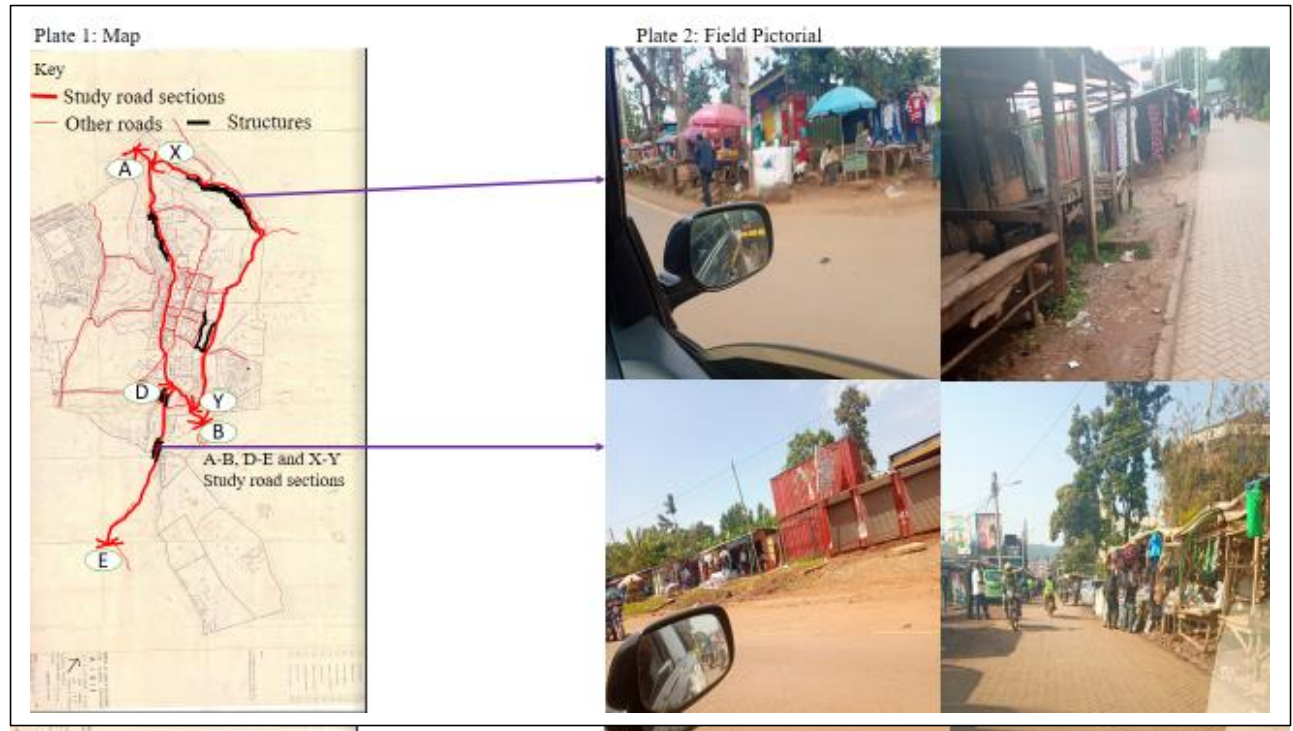 Plate 1: Map
Key
Study road sections
Other roads
Structures
X
A
D
Y
B
A-B, D-E and X-Y
Study road sections
E
Plate 2: Field Pictorial